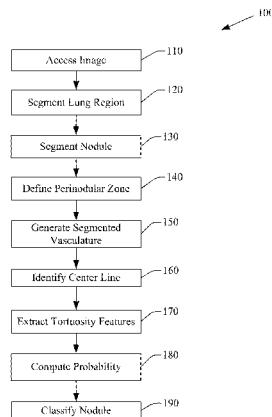 100
Access Image
110
Segment Lung Region
120
Segment Nodule
130
Define Perinodular Zone
140
Generate Segmented
Vasculature
150
Identify Center Line
160
Extract Tortuosity Features
170
Compute Probability
180
Classify Nodule
190